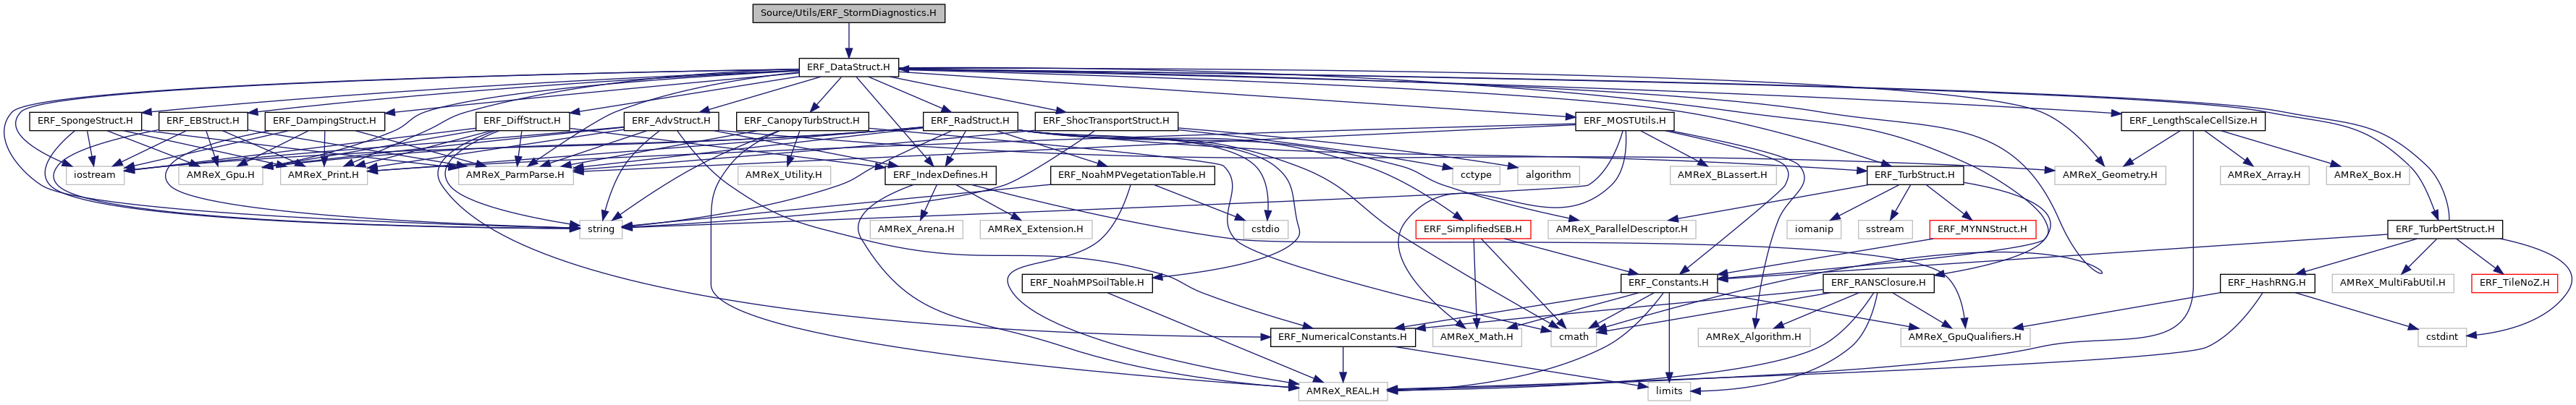 Source/Utils/ERF_StormDiagnostics.H
ERF_DataStruct.H
ERF_SpongeStruct.H
ERF_EBStruct.H
ERF_DampingStruct.H
ERF_DiffStruct.H
ERF_AdvStruct.H
ERF_CanopyTurbStruct.H
ERF_RadStruct.H
ERF_ShocTransportStruct.H
ERF_MOSTUtils.H
ERF_LengthScaleCellSize.H
iostream
AMReX_Gpu.H
AMReX_Print.H
AMReX_ParmParse.H
AMReX_Utility.H
ERF_IndexDefines.H
ERF_NoahMPVegetationTable.H
cctype
algorithm
AMReX_BLassert.H
ERF_TurbStruct.H
AMReX_Geometry.H
AMReX_Array.H
AMReX_Box.H
string
AMReX_Arena.H
AMReX_Extension.H
cstdio
ERF_SimplifiedSEB.H
AMReX_ParallelDescriptor.H
iomanip
sstream
ERF_MYNNStruct.H
ERF_TurbPertStruct.H
ERF_NoahMPSoilTable.H
ERF_Constants.H
ERF_RANSClosure.H
ERF_HashRNG.H
AMReX_MultiFabUtil.H
ERF_TileNoZ.H
ERF_NumericalConstants.H
AMReX_Math.H
cmath
AMReX_Algorithm.H
AMReX_GpuQualifiers.H
cstdint
AMReX_REAL.H
limits